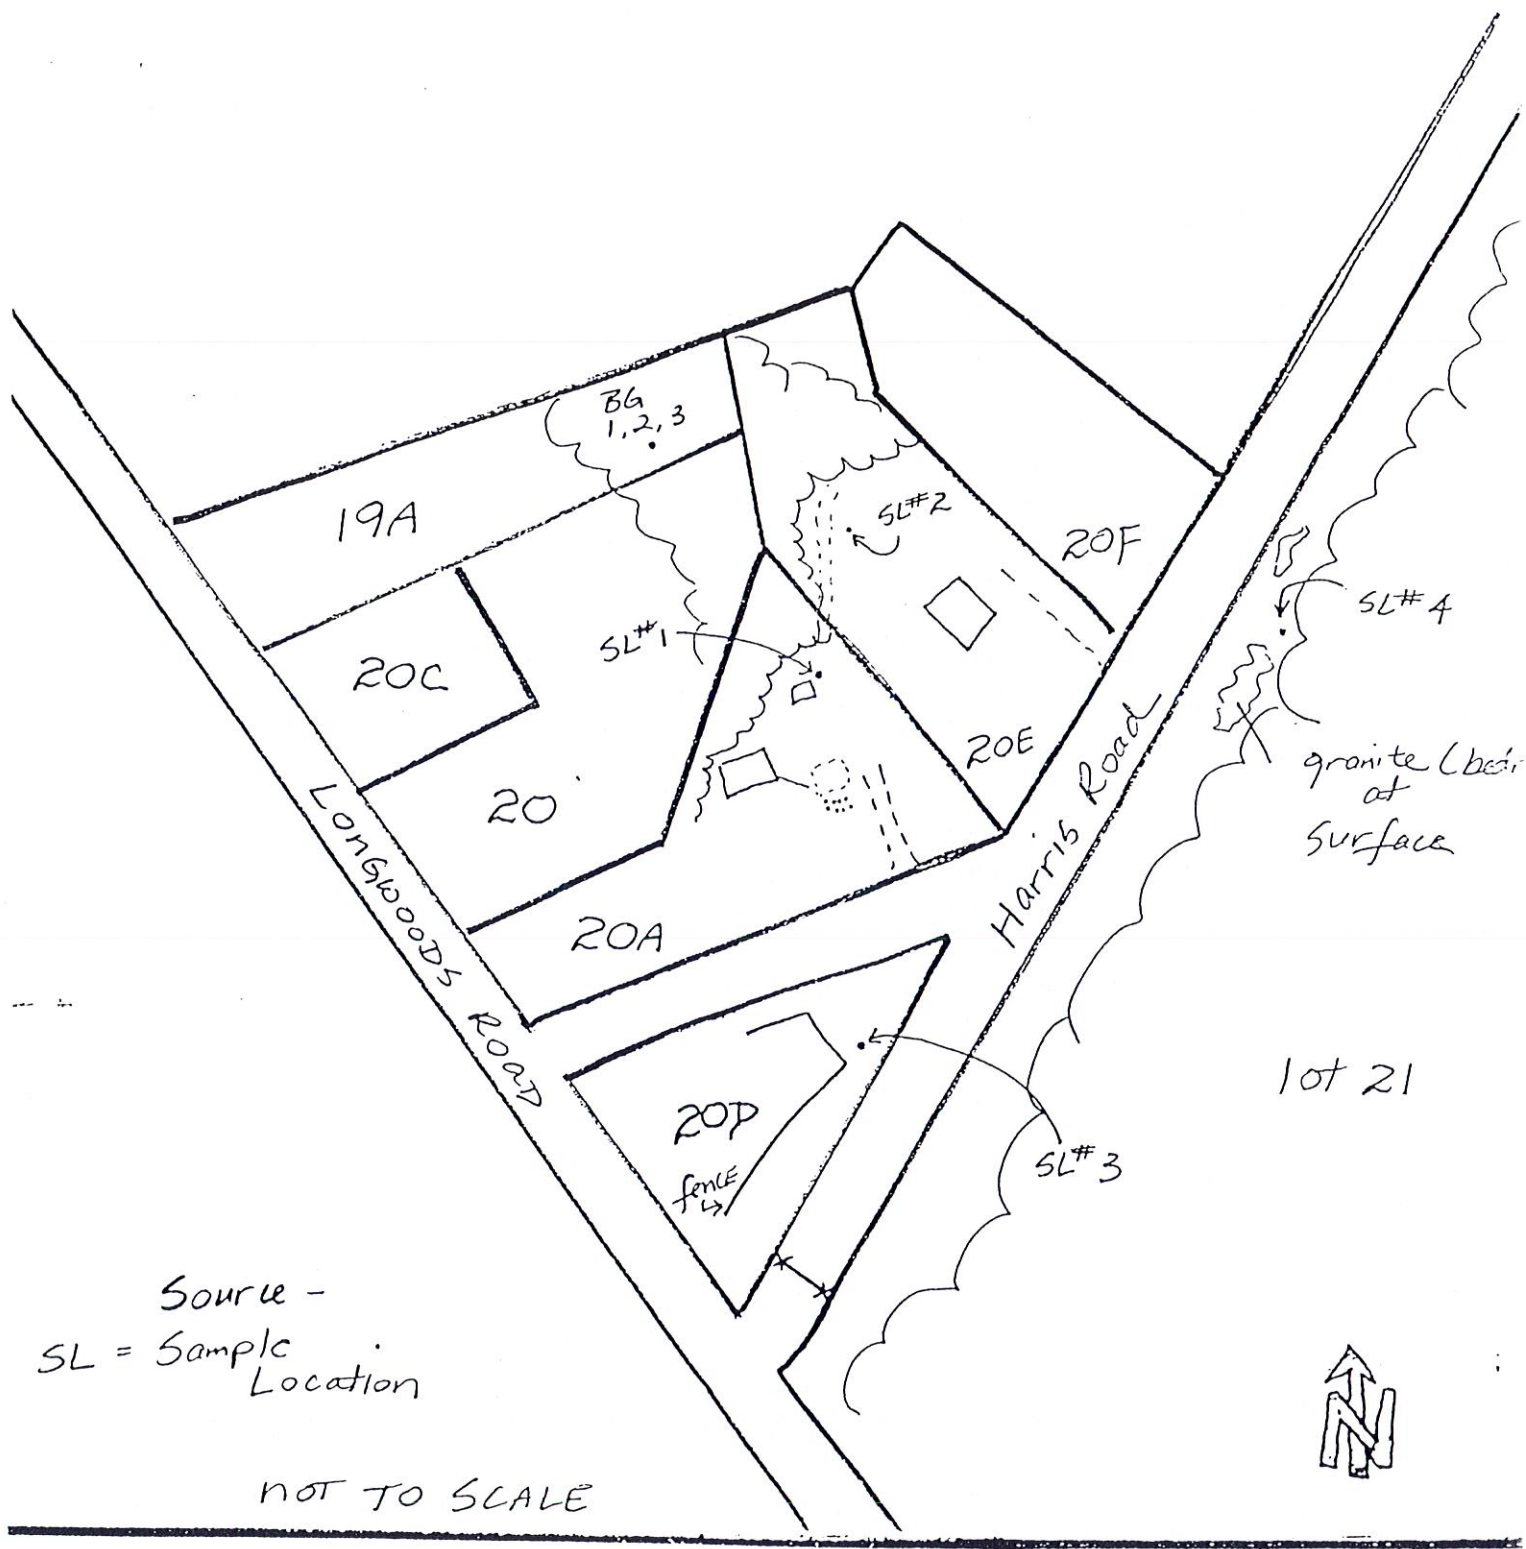 BG
1, 2, 3
19A
SL#2
20F
SL#4
SL#1
20C
20E
granite
at
Surface
20
Harris Road
LONGWOODS ROAD
20A
lot 21
20D
SL#3
fence
Source -
SL = Sample
Location
N
NOT TO SCALE